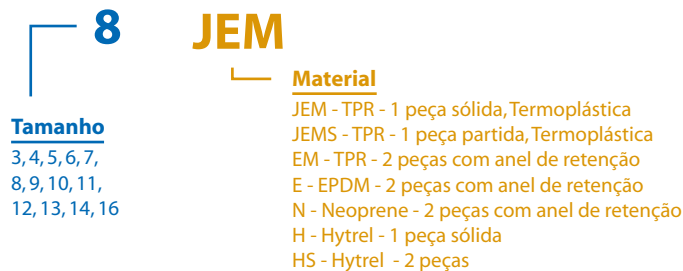 8 JEM
Material
JEM - TPR - 1 peça sólida, Termoplástica
JEMS - TPR - 1 peça partida, Termoplástica
EM - TPR - 2 peças com anel de retenção
E - EPDM - 2 peças com anel de retenção
N - Neoprene - 2 peças com anel de retenção
H - Hytrel - 1 peça sólida
HS - Hytrel - 2 peças
Tamanho
3, 4, 5, 6, 7,
8, 9, 10, 11,
12, 13, 14, 16